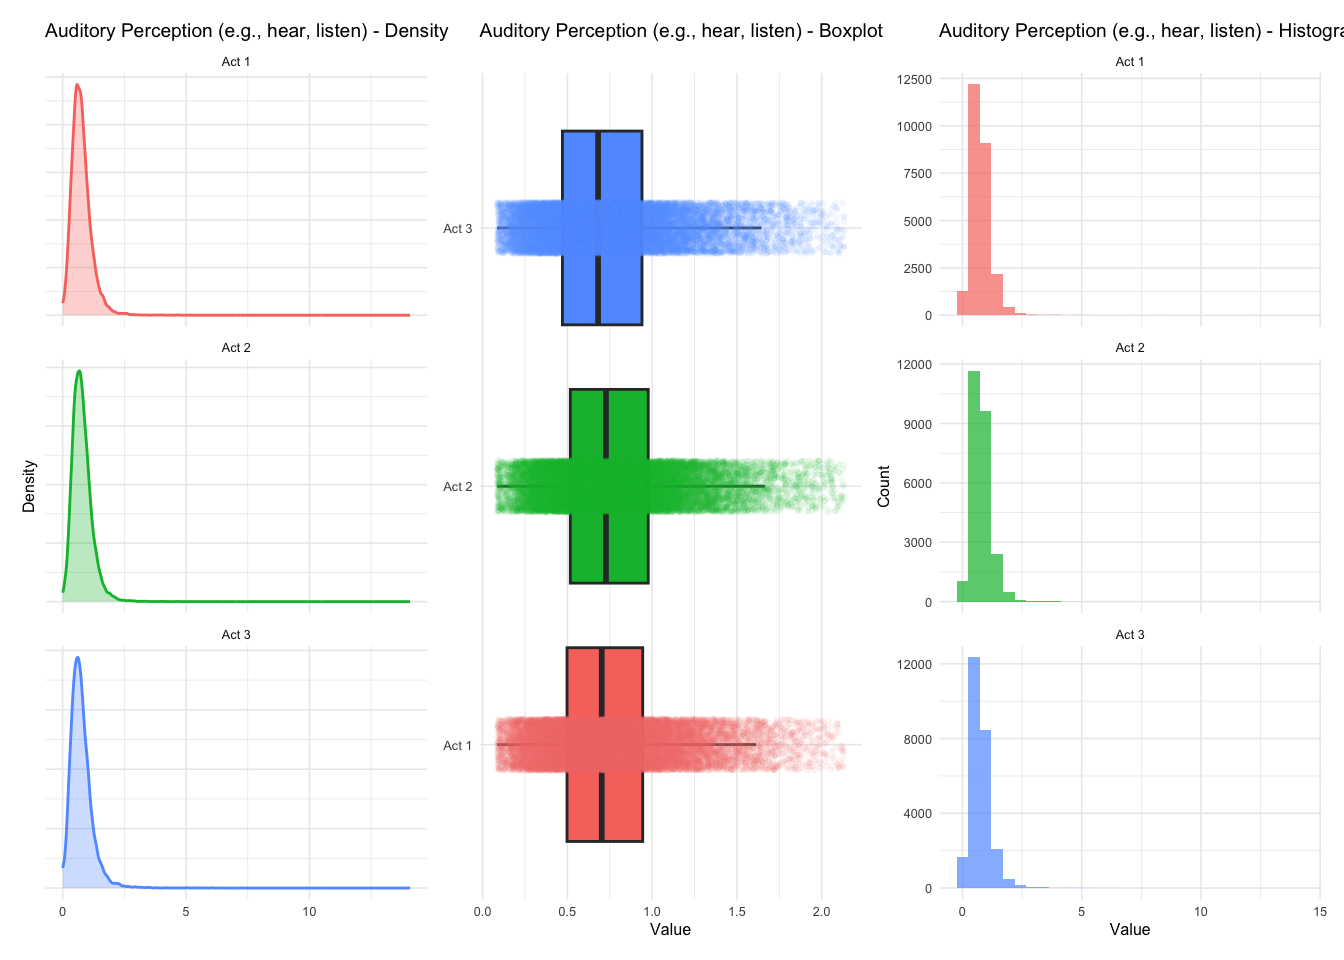 Auditory Perception (e.g., hear, listen) - Density
Act 1
Act 2
Act 3
Density
0 5 10
Auditory Perception (e.g., hear, listen) - Boxplot
Act 3
Act 2
Act 1
0.0 0.5 1.0 1.5 2.0
Value
Auditory Perception (e.g., hear, listen) - Histogra
Act 1
12500
10000
7500
5000
2500
0
Act 2
12000
9000
6000
3000
0
Act 3
12000
8000
4000
0
Count
0 5 10 15
Value